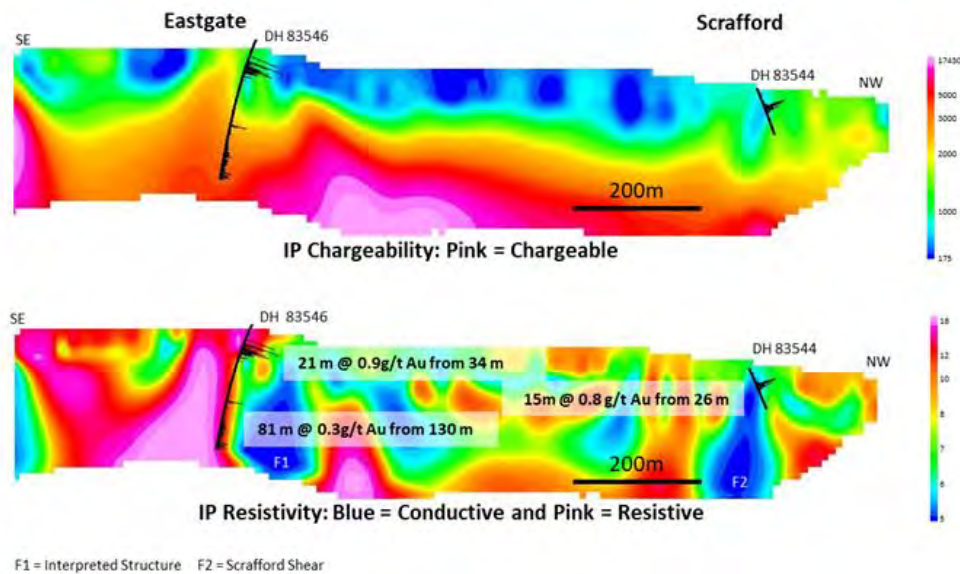 Eastgate
Scrafford
SE
DH 83546
DH 83544
NW
17430
5000
3000
2000
1000
175
200m
IP Chargeability: Pink = Chargeable
SE
DH 83546
DH 83544
NW
21 m @ 0.9g/t Au from 34 m
15m @ 0.8 g/t Au from 26 m
81 m @ 0.3g/t Au from 130 m
F1
200m
F2
18
12
10
8
7
6
5
IP Resistivity: Blue = Conductive and Pink = Resistive
F1 = Interpreted Structure F2 = Scrafford Shear